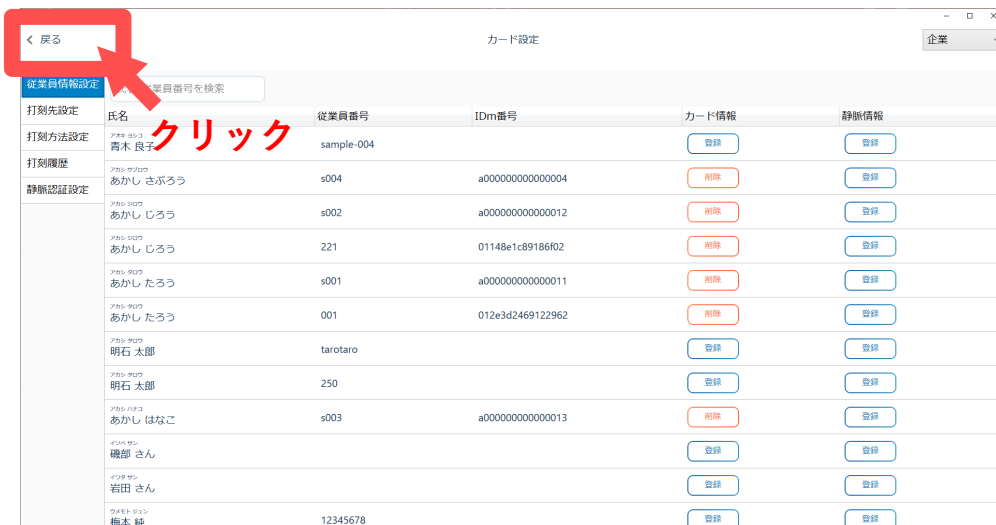 戻る
カード設定
企業
従業員情報設定
業員番号を検索
打刻先設定
打刻方法設定
打刻履歴
静脈認証設定
クリック
氏名 従業員番号 IDm番号 カード情報 静脈情報
アオキ ヨシコ
青木 良子 sample-004 登録 登録
アカシ サブロウ
あかし さぶろう s004 a000000000000004 削除 登録
アカシ ジロウ
あかし じろう s002 a000000000000012 削除 登録
アカシ ジロウ
あかし じろう 221 01148e1c89186f02 削除 登録
アカシ タロウ
あかし たろう s001 a000000000000011 削除 登録
アカシ タロウ
あかし たろう 001 012e3d2469122962 削除 登録
アカシ タロウ
明石 太郎 tarotaro 登録 登録
アカシ タロウ
明石 太郎 250 登録 登録
アカシ ハナコ
あかし はなこ s003 a000000000000013 削除 登録
イソベ サン
磯部 さん 登録 登録
イワタ サン
岩田 さん 登録 登録
ウメモト ジュン
梅本 純 12345678 登録 登録